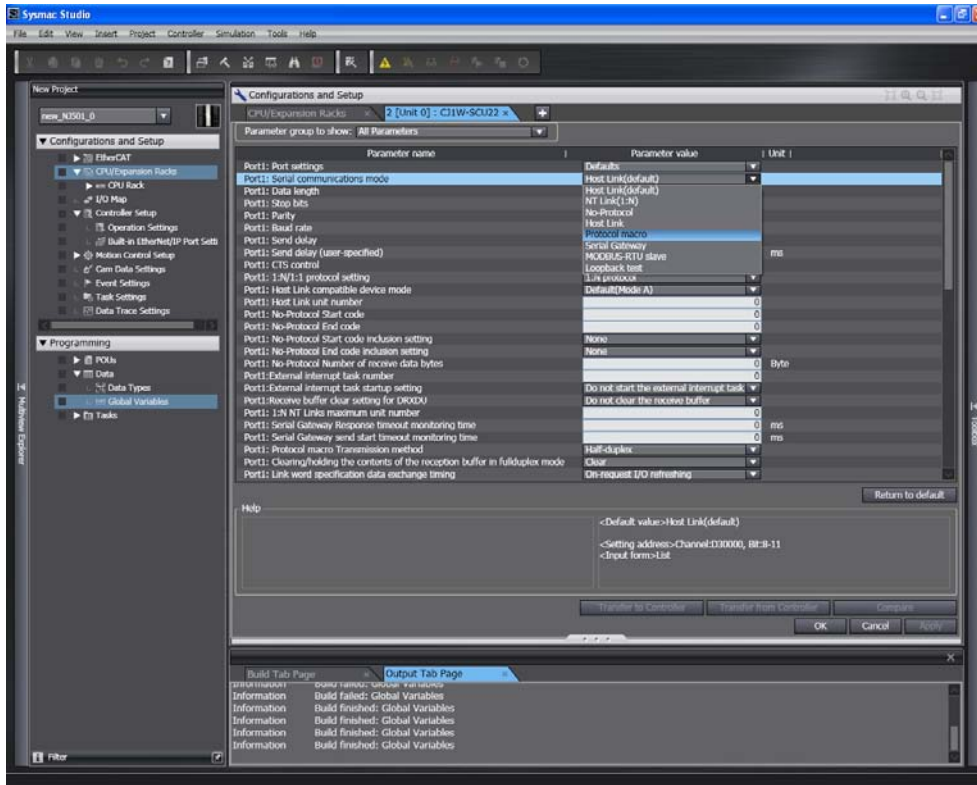 Sysmac Studio
File Edit View Insert Project Controller Simulation Tools Help
New Project
new_NJ501_0
Configurations and Setup
EtherCAT
CPU/Expansion Racks
CPU Rack
I/O Map
Controller Setup
Operation Settings
Built-in EtherNet/IP Port Setti
Motion Control Setup
Cam Data Settings
Event Settings
Task Settings
Data Trace Settings
Programming
POUs
Data
Data Types
Global Variables
Tasks
Filter
Multiview Explorer
Configurations and Setup
CPU/Expansion Racks
2 [Unit 0] : CJ1W-SCU22
Parameter group to show: All Parameters
Parameter name Parameter value Unit
Port1: Port settings Defaults
Port1: Serial communications mode Host Link(default)
Port1: Data length Host Link(default)
Port1: Stop bits NT Link(1:N)
Port1: Parity No-Protocol
Port1: Baud rate Host Link
Port1: Send delay Protocol macro
Serial Gateway
Port1: Send delay (user-specified) MODBUS-RTU slave ms
Port1: CTS control Loopback test
Port1: 1:N/1:1 protocol setting 1:N protocol
Port1: Host Link compatible device mode Default(Mode A)
Port1: Host Link unit number 0
Port1: No-Protocol Start code 0
Port1: No-Protocol End code 0
Port1: No-Protocol Start code inclusion setting None
Port1: No-Protocol End code inclusion setting None
Port1: No-Protocol Number of receive data bytes 0 Byte
Port1:External interrupt task number 0
Port1:External interrupt task startup setting Do not start the external interrupt task
Port1:Receive buffer clear setting for DRXDU Do not clear the receive buffer
Port1: 1:N NT Links maximum unit number 0
Port1: Serial Gateway Response timeout monitoring time 0 ms
Port1: Serial Gateway send start timeout monitoring time 0 ms
Port1: Protocol macro Transmission method Half-duplex
Port1: Clearing/holding the contents of the reception buffer in fullduplex mode Clear
Port1: Link word specification data exchange timing On-request I/O refreshing
Return to default
Help
<Default value>Host Link(default)
<Setting address>Channel:D30000, Bit:8-11
<Input form>List
Transfer to Controller Transfer from Controller Compare
OK Cancel Apply
Toolbox
Build Tab Page Output Tab Page
Information Build failed: Global Variables
Information Build failed: Global Variables
Information Build finished: Global Variables
Information Build finished: Global Variables
Information Build finished: Global Variables
Information Build finished: Global Variables